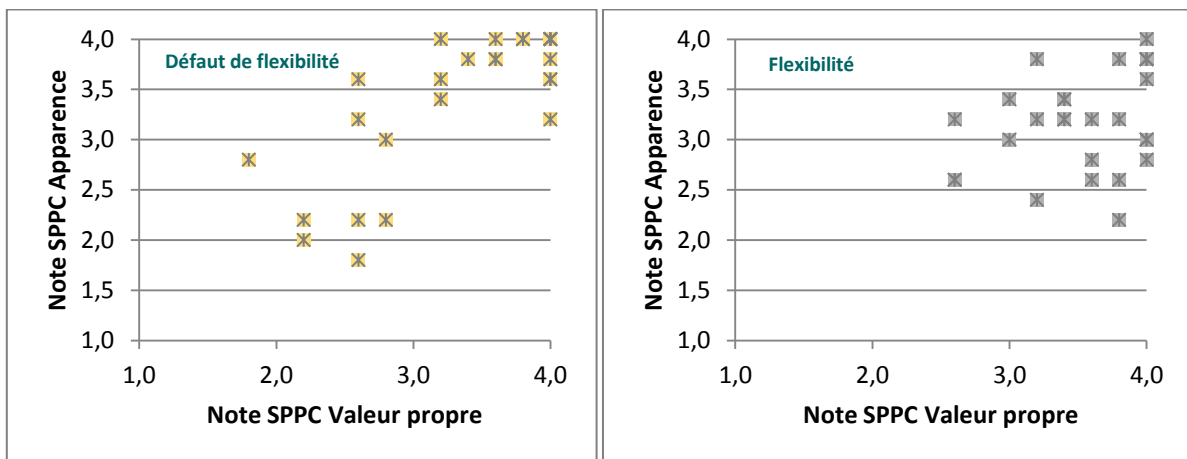 Note SPPC Apparence
4,0
3,5
3,0
2,5
2,0
1,5
1,0
Défaut de flexibilité
1,0 2,0 3,0 4,0
Note SPPC Valeur propre
Note SPPC Apparence
4,0
3,5
3,0
2,5
2,0
1,5
1,0
Flexibilité
1,0 2,0 3,0 4,0
Note SPPC Valeur propre